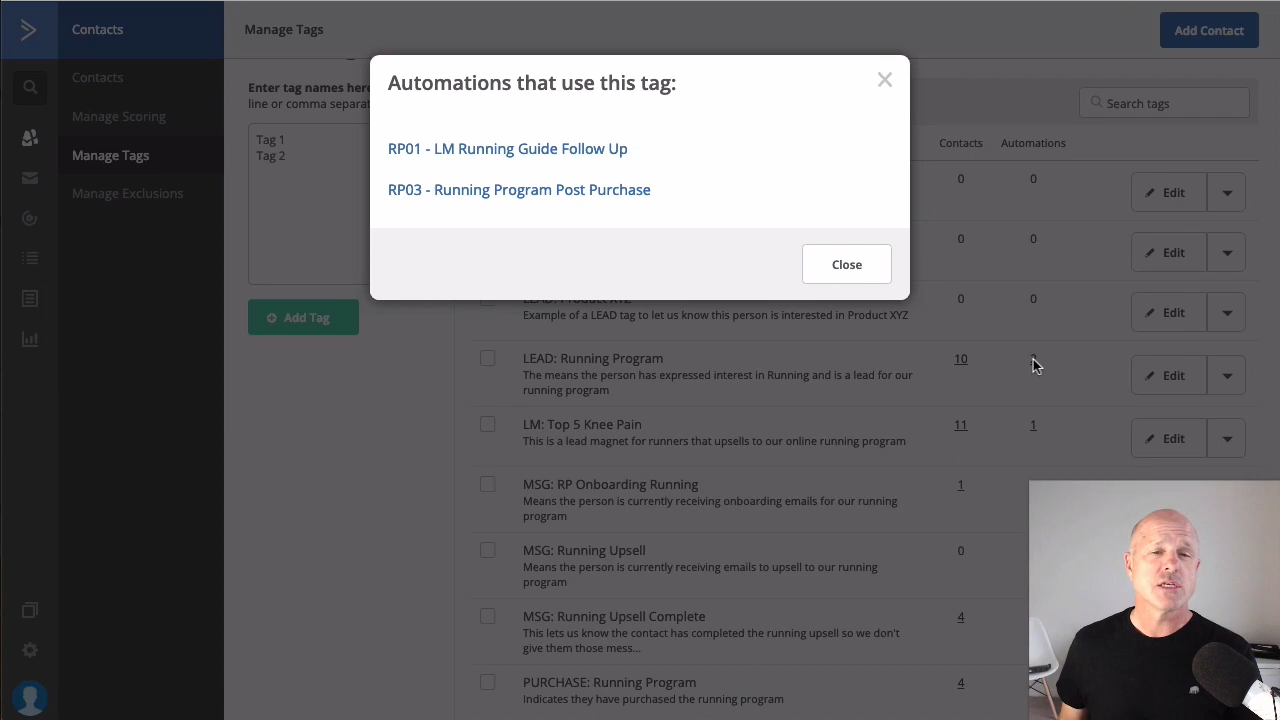 Contacts
Manage Tags
Add Contact
Contacts
Manage Scoring
Manage Tags
Manage Exclusions
Enter tag names here
line or comma separat
Tag 1
Tag 2
Add Tag
Automations that use this tag:
RP01 - LM Running Guide Follow Up
RP03 - Running Program Post Purchase
Close
Search tags
Contacts Automations
0 0 Edit
0 0 Edit
LEAD: Product XYZ 0 0 Edit
Example of a LEAD tag to let us know this person is interested in Product XYZ
LEAD: Running Program 10 Edit
The means the person has expressed interest in Running and is a lead for our
running program
LM: Top 5 Knee Pain 11 1 Edit
This is a lead magnet for runners that upsells to our online running program
MSG: RP Onboarding Running 1
Means the person is currently receiving onboarding emails for our running
program
MSG: Running Upsell 0
Means the person is currently receiving emails to upsell to our running
program
MSG: Running Upsell Complete 4
This lets us know the contact has completed the running upsell so we don't
give them those mess...
PURCHASE: Running Program 4
Indicates they have purchased the running program